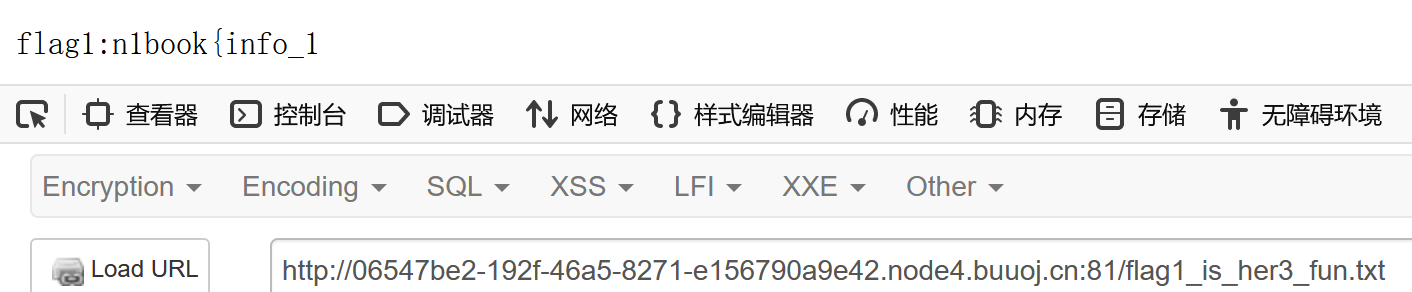 flag1:n1book{info_1
查看器 控制台 调试器 网络 样式编辑器 性能 内存 存储 无障碍环境
Encryption Encoding SQL XSS LFI XXE Other
Load URL http://06547be2-192f-46a5-8271-e156790a9e42.node4.buuoj.cn:81/flag1_is_her3_fun.txt